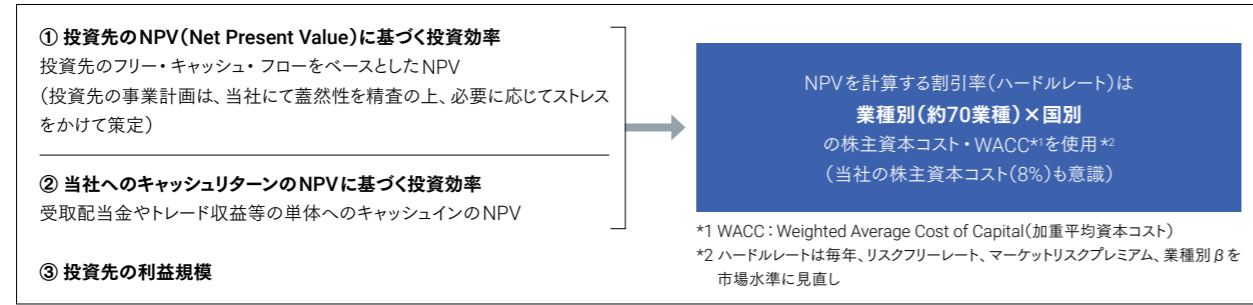 ① 投資先のNPV（Net Present Value）に基づく投資効率
投資先のフリー・キャッシュ・フローをベースとしたNPV
（投資先の事業計画は、当社にて蓋然性を精査の上、必要に応じてストレス
をかけて策定）
② 当社へのキャッシュリターンのNPVに基づく投資効率
受取配当金やトレード収益等の単体へのキャッシュインのNPV
③ 投資先の利益規模
NPVを計算する割引率（ハードルレート）は
業種別（約70業種）×国別
の株主資本コスト・WACC*1を使用*2
（当社の株主資本コスト（8%）も意識）
*1 WACC：Weighted Average Cost of Capital（加重平均資本コスト）
*2 ハードルレートは毎年、リスクフリーレート、マーケットリスクプレミアム、業種別βを
市場水準に見直し